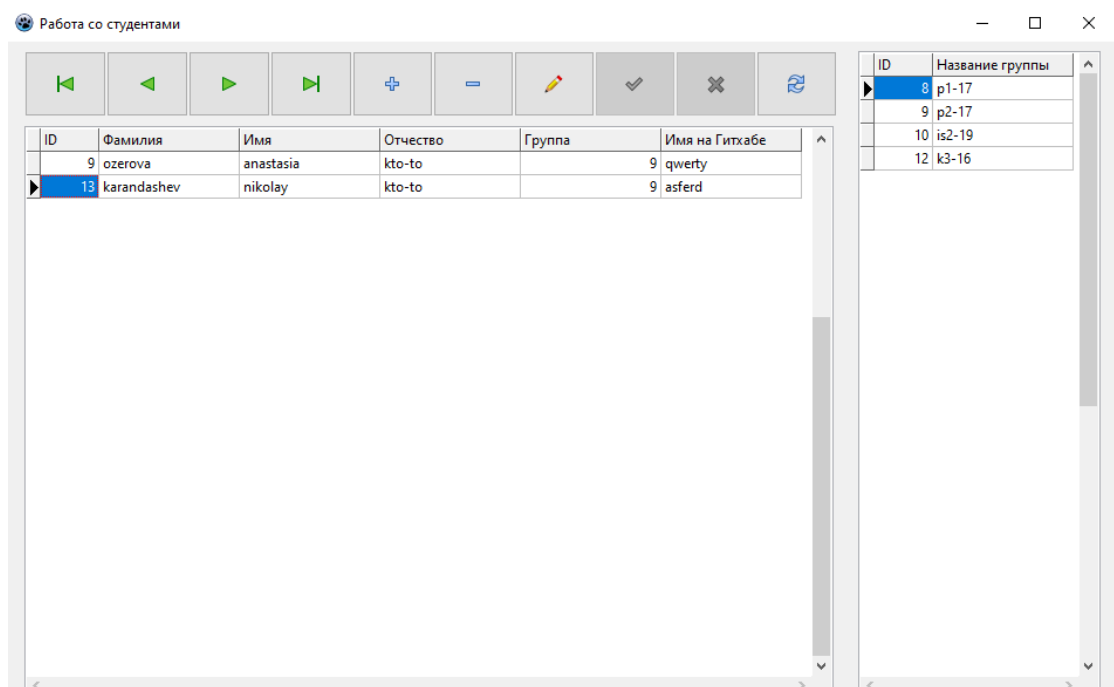 Работа со студентами
ID Фамилия Имя Отчество Группа Имя на Гитхабе
9 ozerova anastasia kto-to 9 qwerty
13 karandashev nikolay kto-to 9 asferd
ID Название группы
8 p1-17
9 p2-17
10 is2-19
12 k3-16